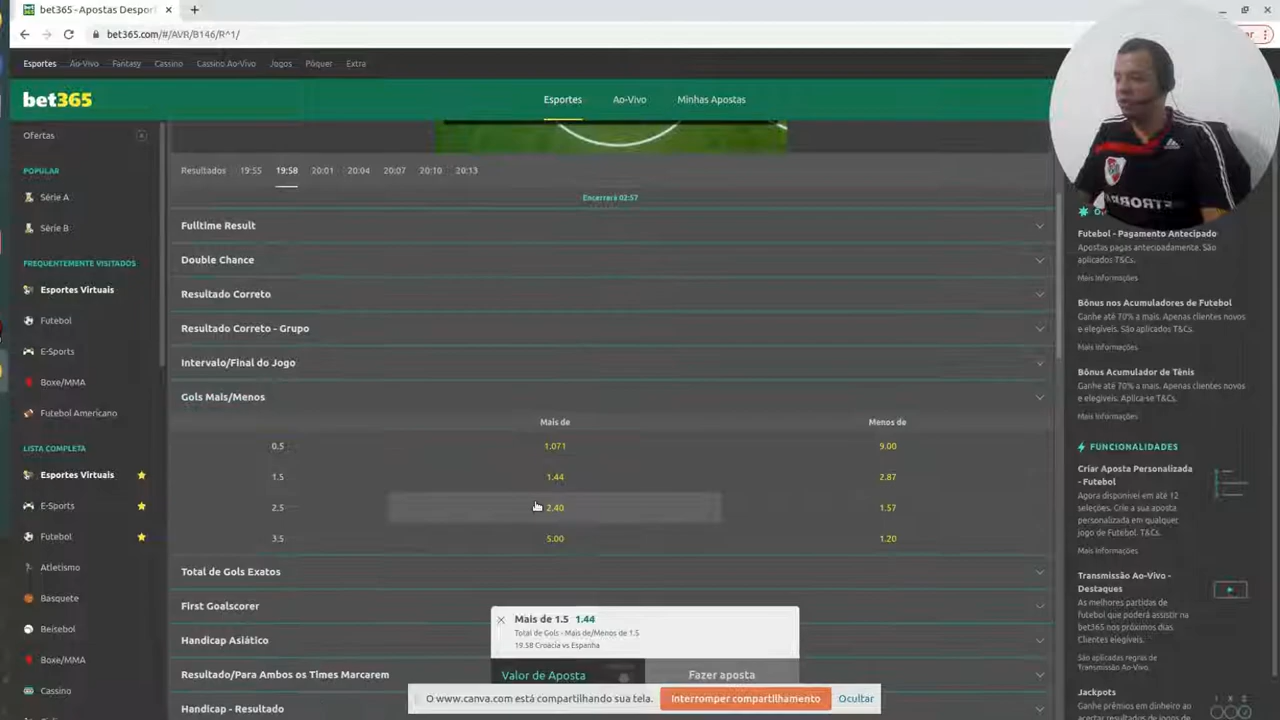 bet365 - Apostas Desport
bet365.com/#/AVR/B146/R^1/
Esportes Ao-Vivo Fantasy Cassino Cassino Ao-Vivo Jogos Pôquer Extra
bet365
Esportes Ao-Vivo Minhas Apostas
Ofertas
POPULAR
Série A
Série B
FREQUENTEMENTE VISITADOS
Esportes Virtuais
Futebol
E-Sports
Boxe/MMA
Futebol Americano
LISTA COMPLETA
Esportes Virtuais
E-Sports
Futebol
Atletismo
Basquete
Beisebol
Boxe/MMA
Cassino
Resultados 19:55 19:58 20:01 20:04 20:07 20:10 20:13
Encerrará 02:57
Fulltime Result
Double Chance
Resultado Correto
Resultado Correto - Grupo
Intervalo/Final do Jogo
Gols Mais/Menos
Mais de Menos de
0.5 1.071 9.00
1.5 1.44 2.87
2.5 2.40 1.57
3.5 5.00 1.20
Total de Gols Exatos
First Goalscorer
Handicap Asiático
Resultado/Para Ambos os Times Marcarem
Handicap - Resultado
Mais de 1.5 1.44
Total de Gols - Mais de/Menos de 1.5
19.58 Croácia vs Espanha
Valor de Aposta Fazer aposta
O www.canva.com está compartilhando sua tela. Interromper compartilhamento Ocultar
Futebol - Pagamento Antecipado
Apostas pagas antecipadamente. São
aplicados T&Cs.
Mais Informações
Bônus nos Acumuladores de Futebol
Ganhe até 70% a mais. Apenas clientes novos
e elegíveis. São aplicados T&Cs.
Mais Informações
Bônus Acumulador de Tênis
Ganhe até 70% a mais. Apenas clientes novos e
elegíveis. Aplica-se T&Cs.
Mais Informações
FUNCIONALIDADES
Criar Aposta Personalizada
- Futebol
Agora disponível em até 12
seleções. Crie a sua aposta
personalizada em qualquer
jogo de Futebol. T&Cs.
Mais Informações
Transmissão Ao-Vivo -
Destaques
As melhores partidas de
futebol que poderá assistir na
bet365 nos próximos dias.
Clientes elegíveis.
São aplicadas regras de
Transmissão Ao-Vivo.
Jackpots
Ganhe prêmios em dinheiro ao